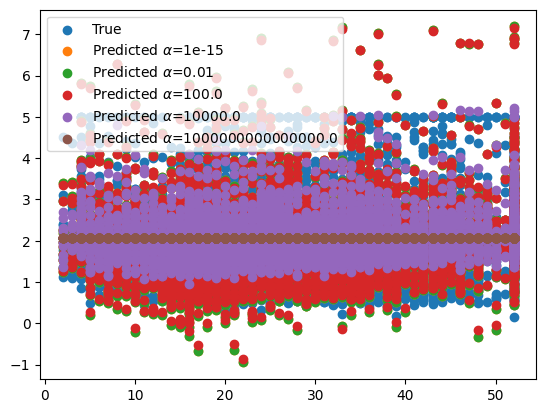 True
Predicted α=1e-15
Predicted α=0.01
Predicted α=100.0
Predicted α=10000.0
Predicted α=1000000000000000.0
7
6
5
4
3
2
1
0
−1
0 10 20 30 40 50